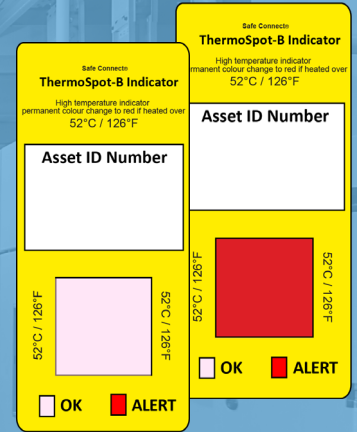 Safe Connectn
ThermoSpot-B Indicator
High temperature indicator
permanent colour change to red if heated over
52°C / 126°F
Asset ID Number
52°C / 126°F
52°C / 126°F
OK
ALERT
Safe Connectn
ThermoSpot-B Indicator
High temperature indicator
rmanent colour change to red if heated over
52°C / 126°F
Asset ID Number
52°C / 126°F
52°C / 126°F
OK
ALERT